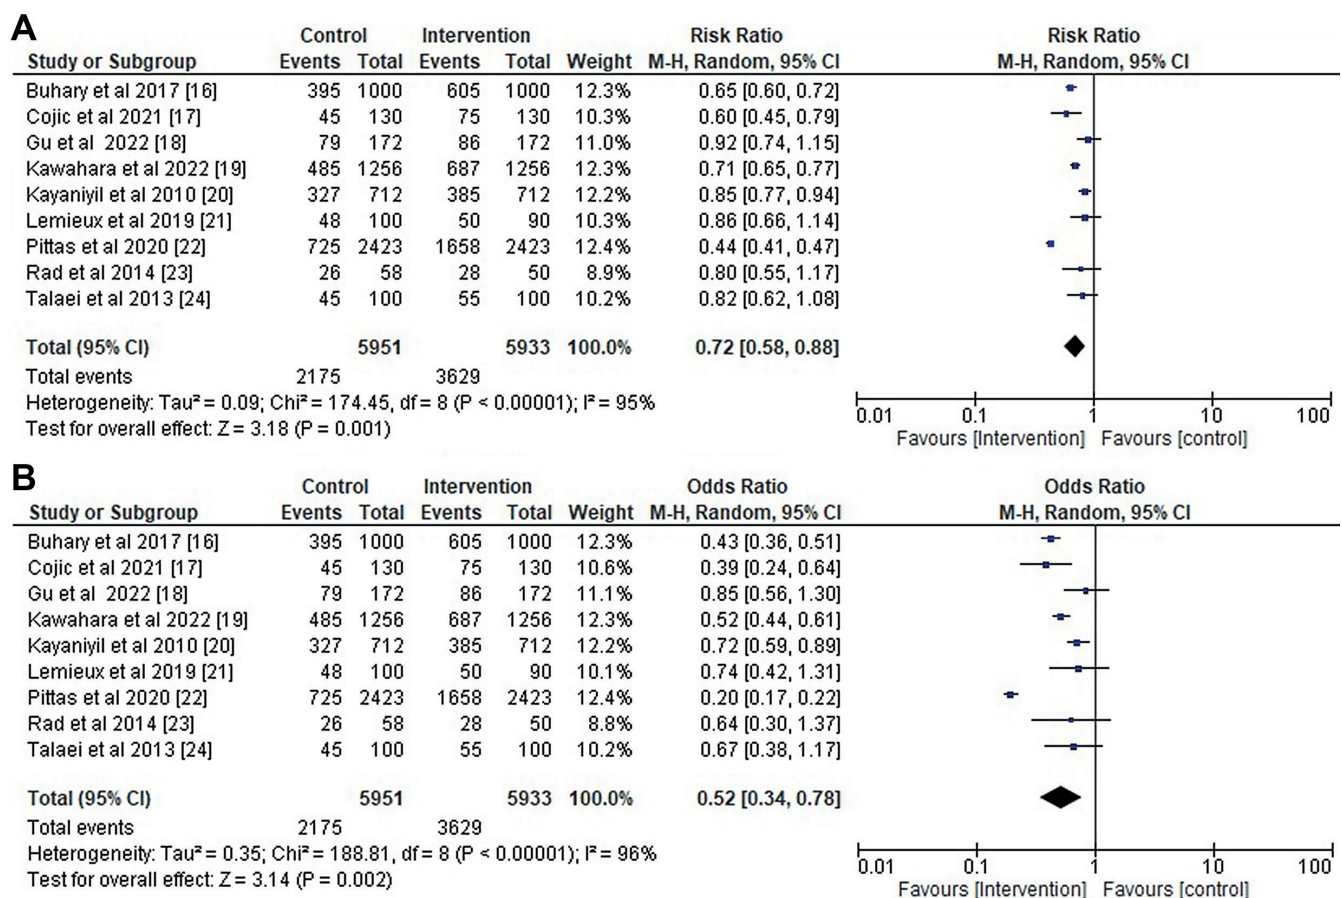 A
Control Intervention Risk Ratio Risk Ratio
Study or Subgroup Events Total Events Total Weight M-H, Random, 95% CI M-H, Random, 95% CI
Buhary et al 2017 [16] 395 1000 605 1000 12.3% 0.65 [0.60, 0.72]
Cojic et al 2021 [17] 45 130 75 130 10.3% 0.60 [0.45, 0.79]
Gu et al 2022 [18] 79 172 86 172 11.0% 0.92 [0.74, 1.15]
Kawahara et al 2022 [19] 485 1256 687 1256 12.3% 0.71 [0.65, 0.77]
Kayaniyil et al 2010 [20] 327 712 385 712 12.2% 0.85 [0.77, 0.94]
Lemieux et al 2019 [21] 48 100 50 90 10.3% 0.86 [0.66, 1.14]
Pittas et al 2020 [22] 725 2423 1658 2423 12.4% 0.44 [0.41, 0.47]
Rad et al 2014 [23] 26 58 28 50 8.9% 0.80 [0.55, 1.17]
Talaei et al 2013 [24] 45 100 55 100 10.2% 0.82 [0.62, 1.08]
Total (95% CI) 5951 5933 100.0% 0.72 [0.58, 0.88]
Total events 2175 3629
Heterogeneity: Tau² = 0.09; Chi² = 174.45, df = 8 (P < 0.00001); I² = 95%
Test for overall effect: Z = 3.18 (P = 0.001)
0.01 0.1 1 10 100
Favours [Intervention] Favours [control]
B
Control Intervention Odds Ratio Odds Ratio
Study or Subgroup Events Total Events Total Weight M-H, Random, 95% CI M-H, Random, 95% CI
Buhary et al 2017 [16] 395 1000 605 1000 12.3% 0.43 [0.36, 0.51]
Cojic et al 2021 [17] 45 130 75 130 10.6% 0.39 [0.24, 0.64]
Gu et al 2022 [18] 79 172 86 172 11.1% 0.85 [0.56, 1.30]
Kawahara et al 2022 [19] 485 1256 687 1256 12.3% 0.52 [0.44, 0.61]
Kayaniyil et al 2010 [20] 327 712 385 712 12.2% 0.72 [0.59, 0.89]
Lemieux et al 2019 [21] 48 100 50 90 10.1% 0.74 [0.42, 1.31]
Pittas et al 2020 [22] 725 2423 1658 2423 12.4% 0.20 [0.17, 0.22]
Rad et al 2014 [23] 26 58 28 50 8.8% 0.64 [0.30, 1.37]
Talaei et al 2013 [24] 45 100 55 100 10.2% 0.67 [0.38, 1.17]
Total (95% CI) 5951 5933 100.0% 0.52 [0.34, 0.78]
Total events 2175 3629
Heterogeneity: Tau² = 0.35; Chi² = 188.81, df = 8 (P < 0.00001); I² = 96%
Test for overall effect: Z = 3.14 (P = 0.002)
0.01 0.1 1 10 100
Favours [Intervention] Favours [control]